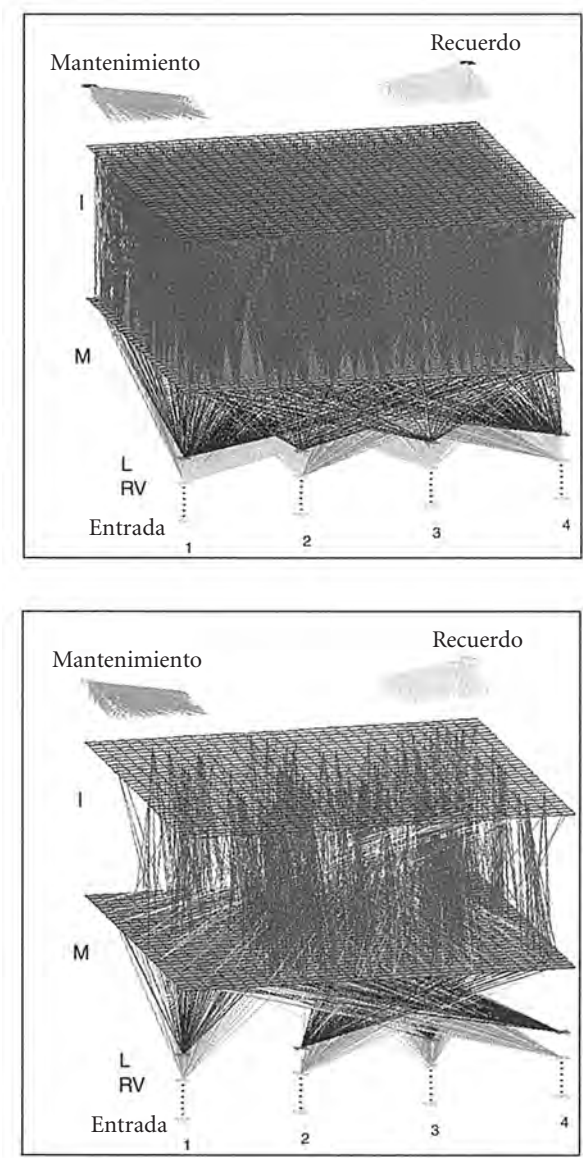 Recuerdo
Mantenimiento
I
M
L
RV
Entrada
1 2 3 4
Recuerdo
Mantenimiento
I
M
L
RV
Entrada
1 2 3 4